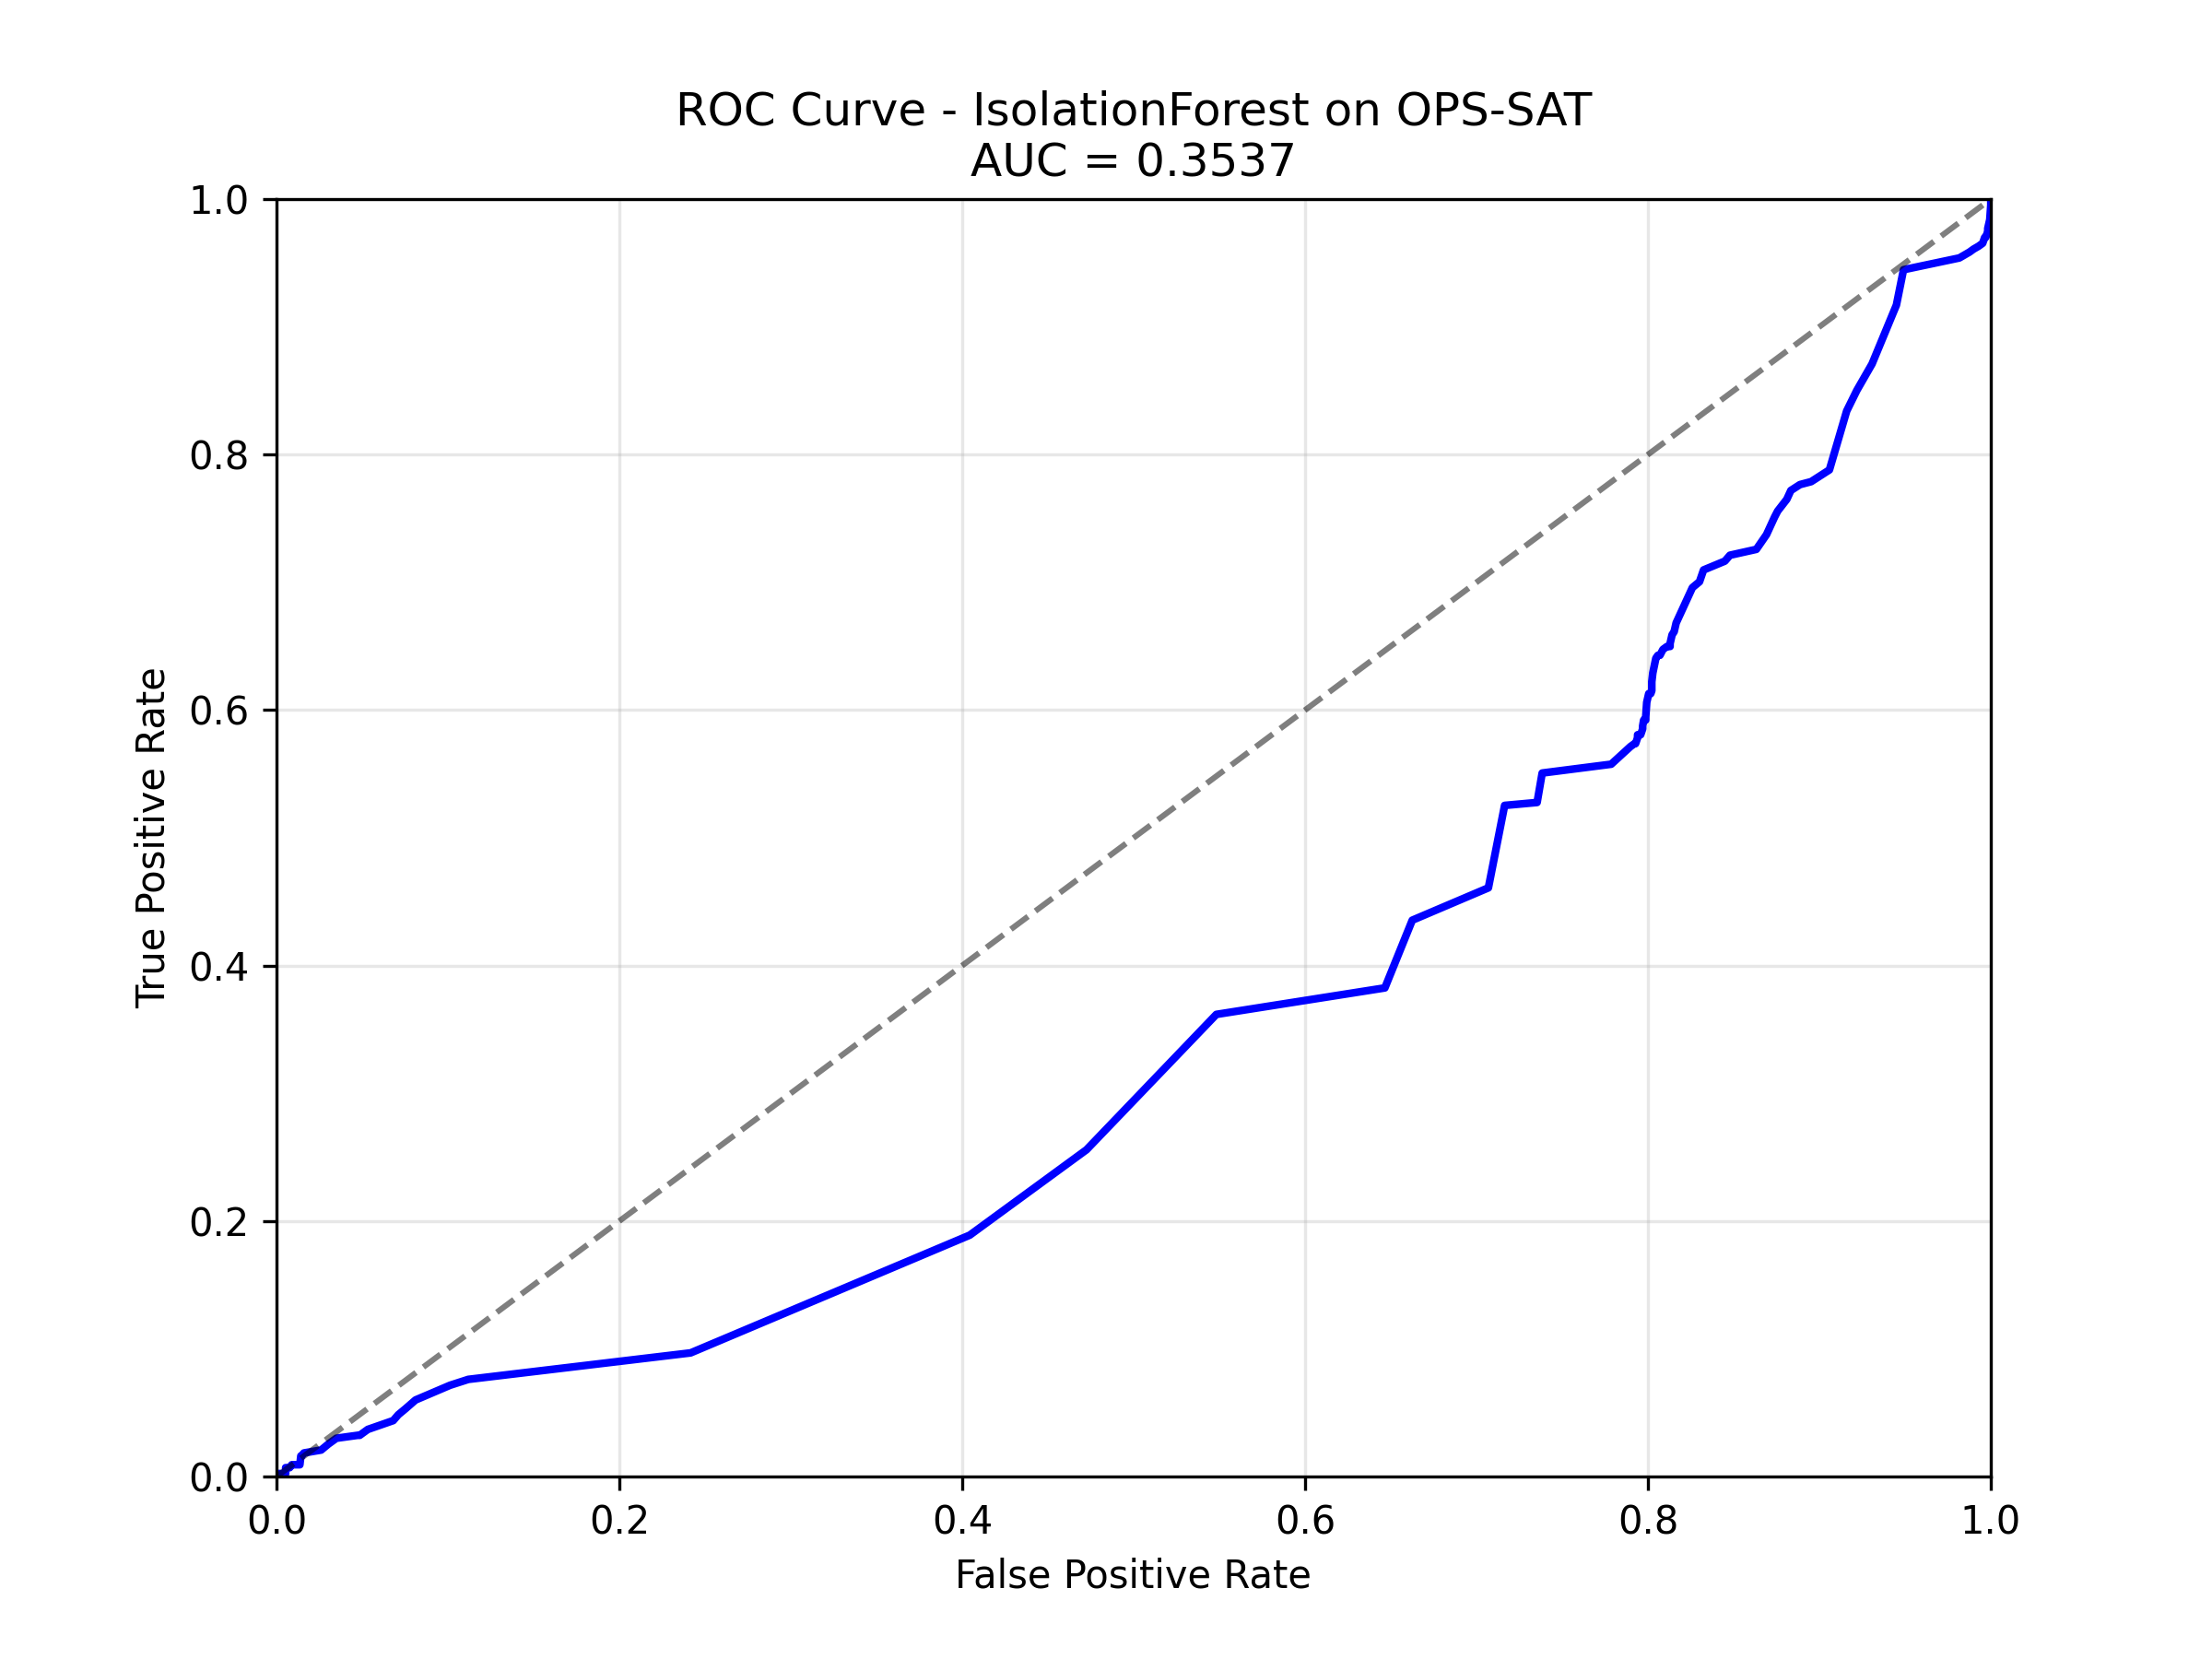 ROC Curve - IsolationForest on OPS-SAT
AUC = 0.3537
1.0
0.8
0.6
0.4
0.2
0.0
True Positive Rate
0.0 0.2 0.4 0.6 0.8 1.0
False Positive Rate